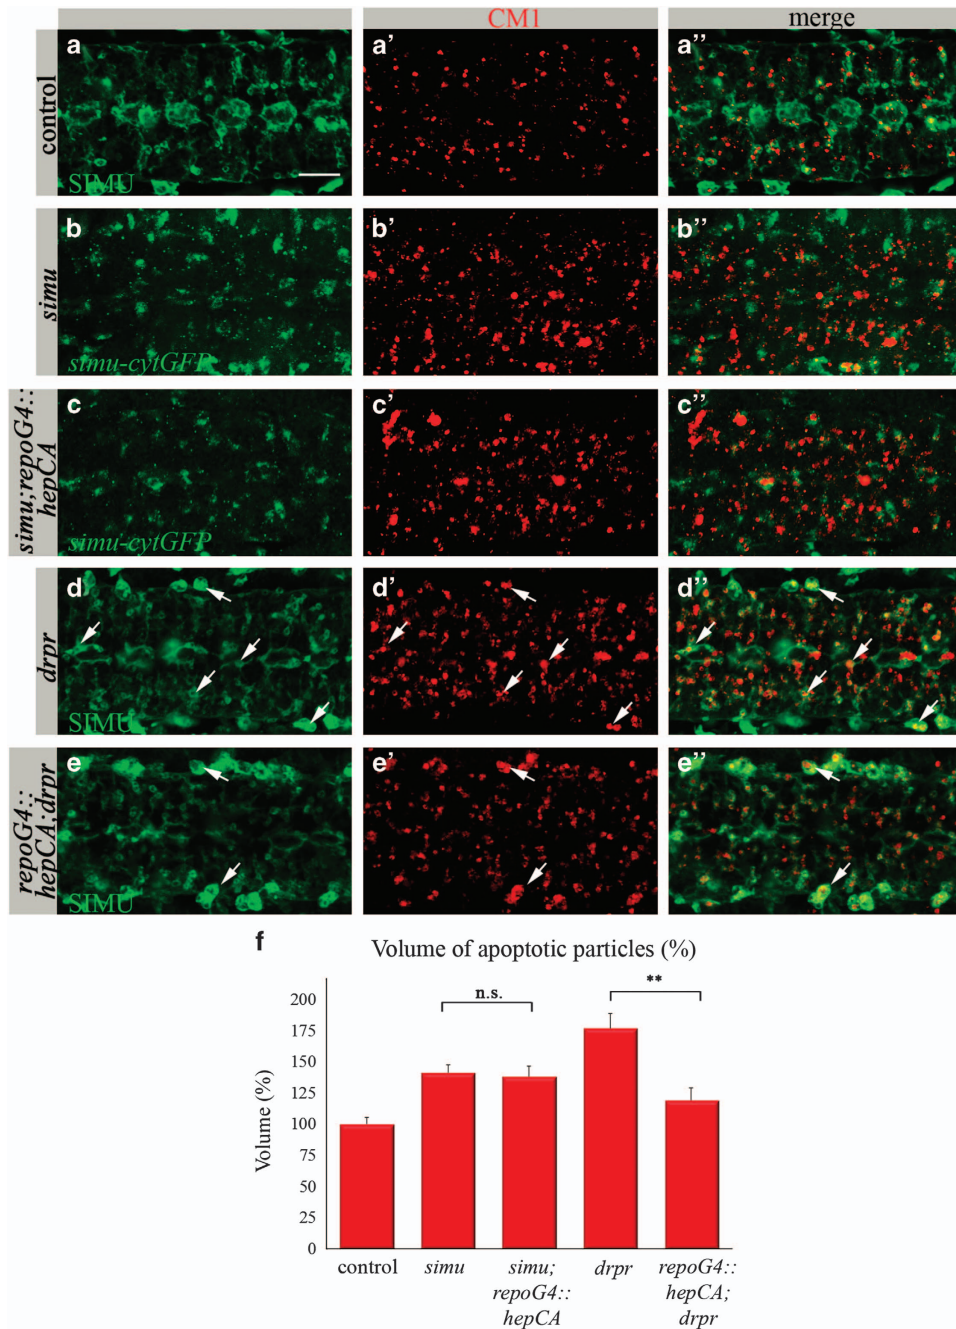 CM1
merge
control
a
SIMU
a’
a’’
simu
b
simu-cytGFP
b’
b’’
simu;repoG4::
hepCA
c
simu-cytGFP
c’
c’’
drpr
d
SIMU
d’
d’’
repoG4::
hepCA;drpr
e
SIMU
e’
e’’
f
Volume of apoptotic particles (%)
Volume (%)
200
175
150
125
100
75
50
25
0
n.s.
**
control
simu
simu;
repoG4::
hepCA
drpr
repoG4::
hepCA;
drpr